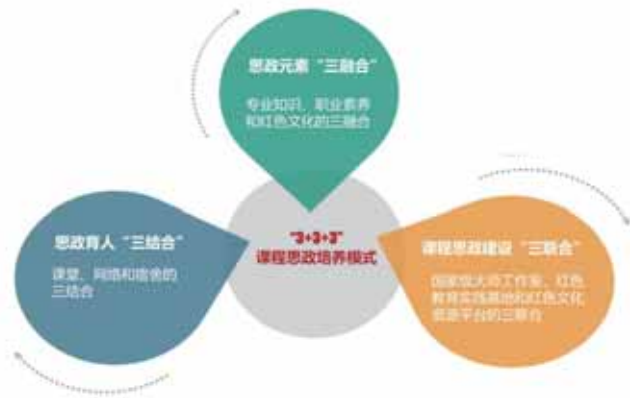 思政元素“三融合”
专业知识、职业素养
和红色文化的三融合
“3+3+3”
课程思政培养模式
思政育人“三结合”
课堂、网络和宿舍的
三结合
课程思政建设“三联合”
国家级大师工作室、红色
教育实践基地和红色文化
资源平台的三联合